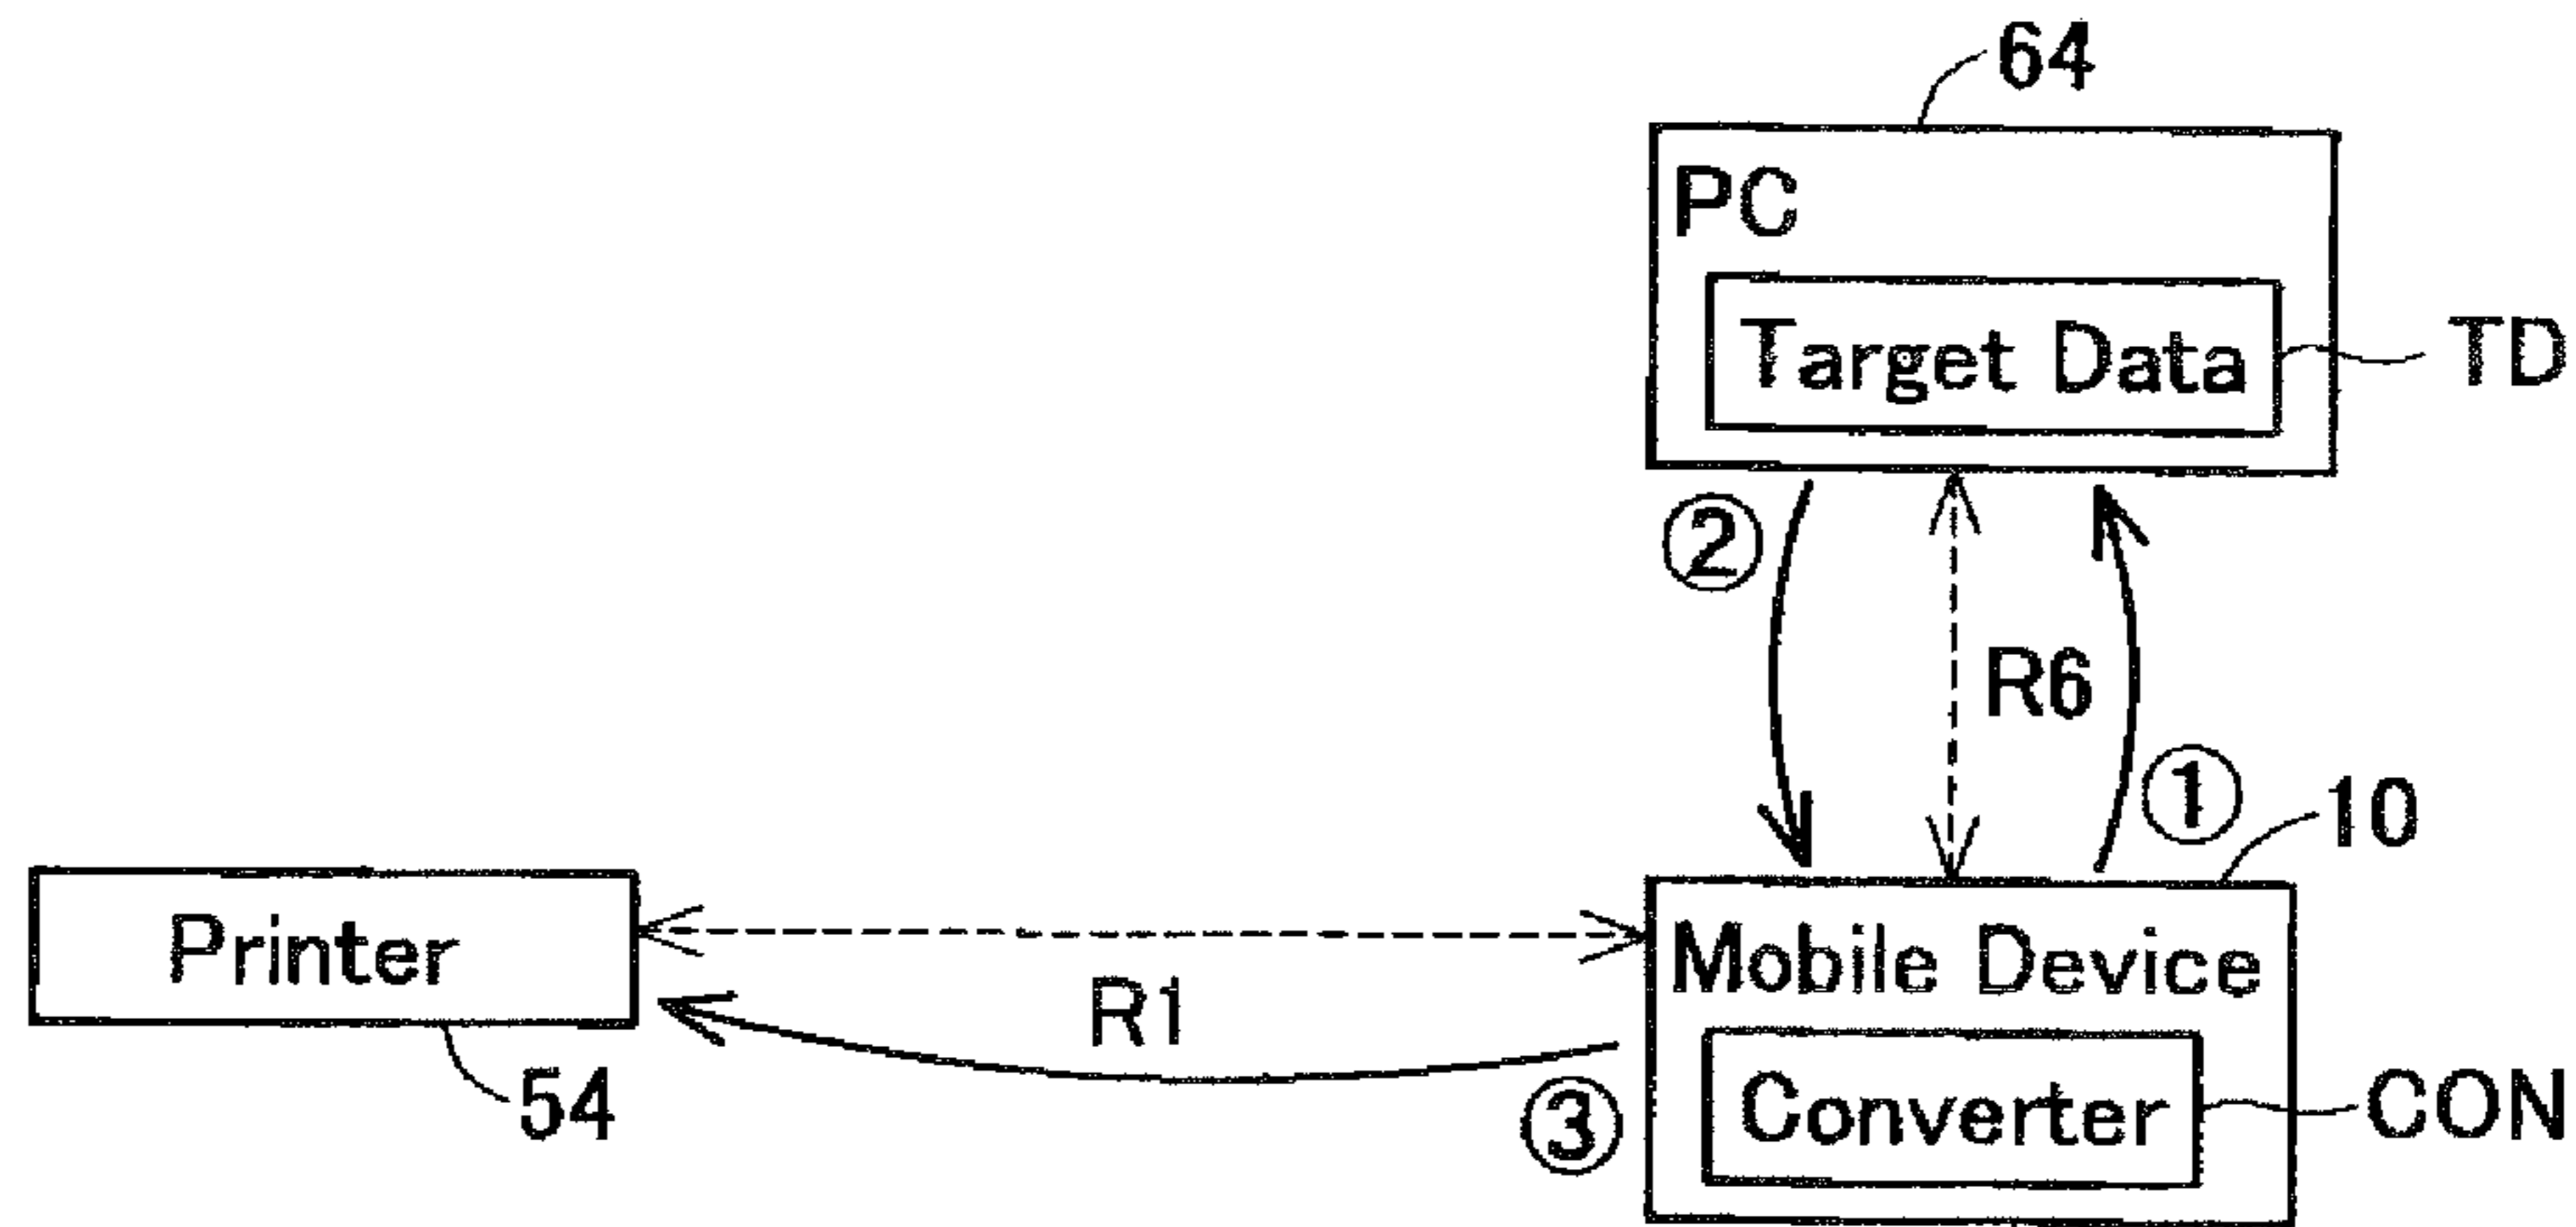 64
PC
Target Data
TD
②
R6
①
10
Printer
Mobile Device
R1
54
③
Converter
CON